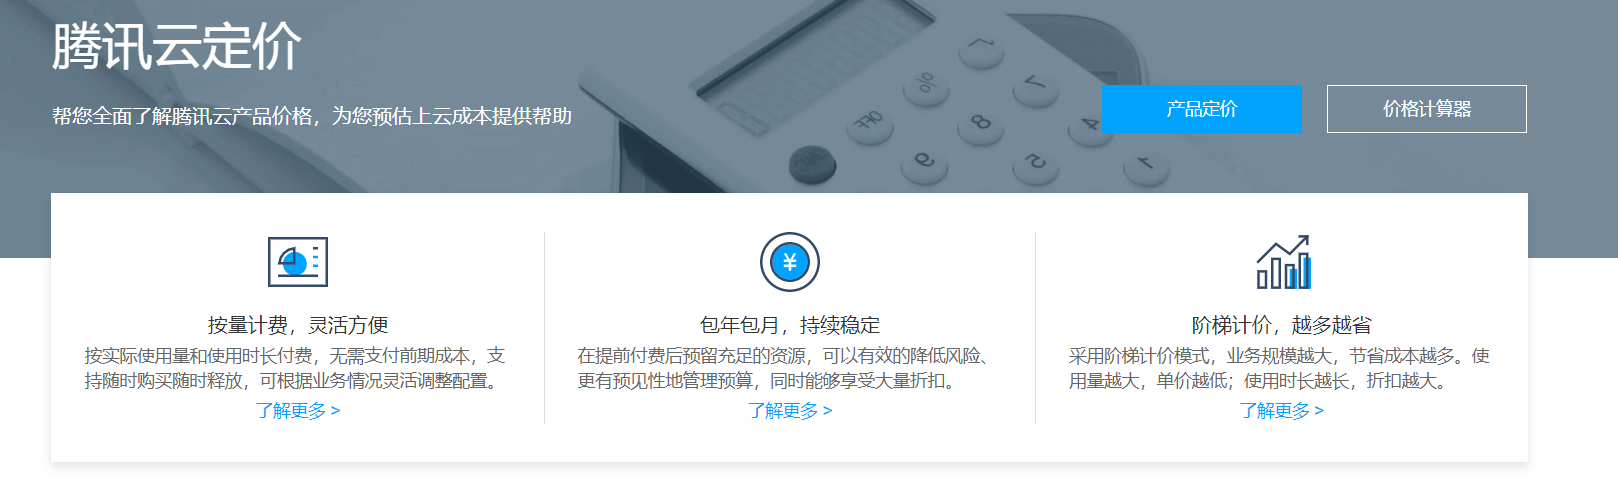 腾讯云定价
帮您全面了解腾讯云产品价格，为您预估上云成本提供帮助
产品定价
价格计算器
7
%
√
OFF
8
4
9
5
1
¥
按量计费，灵活方便
按实际使用量和使用时长付费，无需支付前期成本，支
持随时购买随时释放，可根据业务情况灵活调整配置。
了解更多 >
包年包月，持续稳定
在提前付费后预留充足的资源，可以有效的降低风险、
更有预见性地管理预算，同时能够享受大量折扣。
了解更多 >
阶梯计价，越多越省
采用阶梯计价模式，业务规模越大，节省成本越多。使
用量越大，单价越低；使用时长越长，折扣越大。
了解更多 >